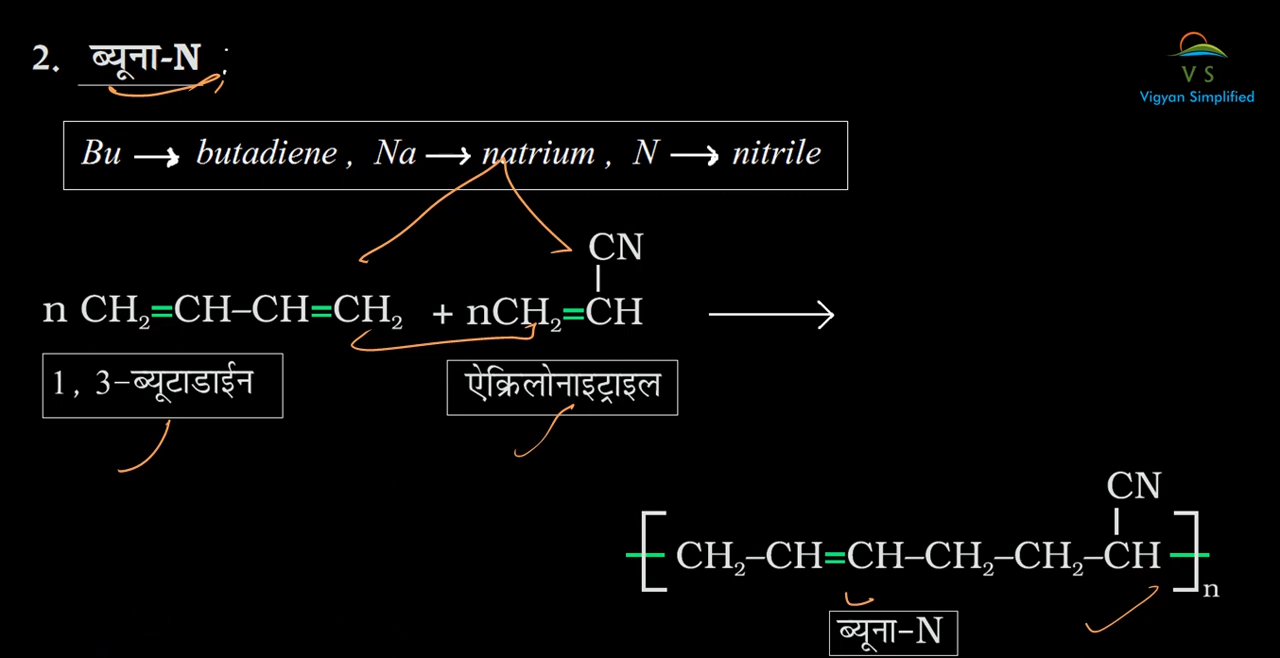 2. ब्यूना-N :
V S
Vigyan Simplified
Bu → butadiene , Na → natrium , N → nitrile
CN
n CH₂=CH–CH=CH₂ + nCH₂=CH →
1, 3-ब्यूटाडाईन ऐक्रिलोनाइट्राइल
CN
[ CH₂–CH=CH–CH₂–CH₂–CH ]n
ब्यूना-N